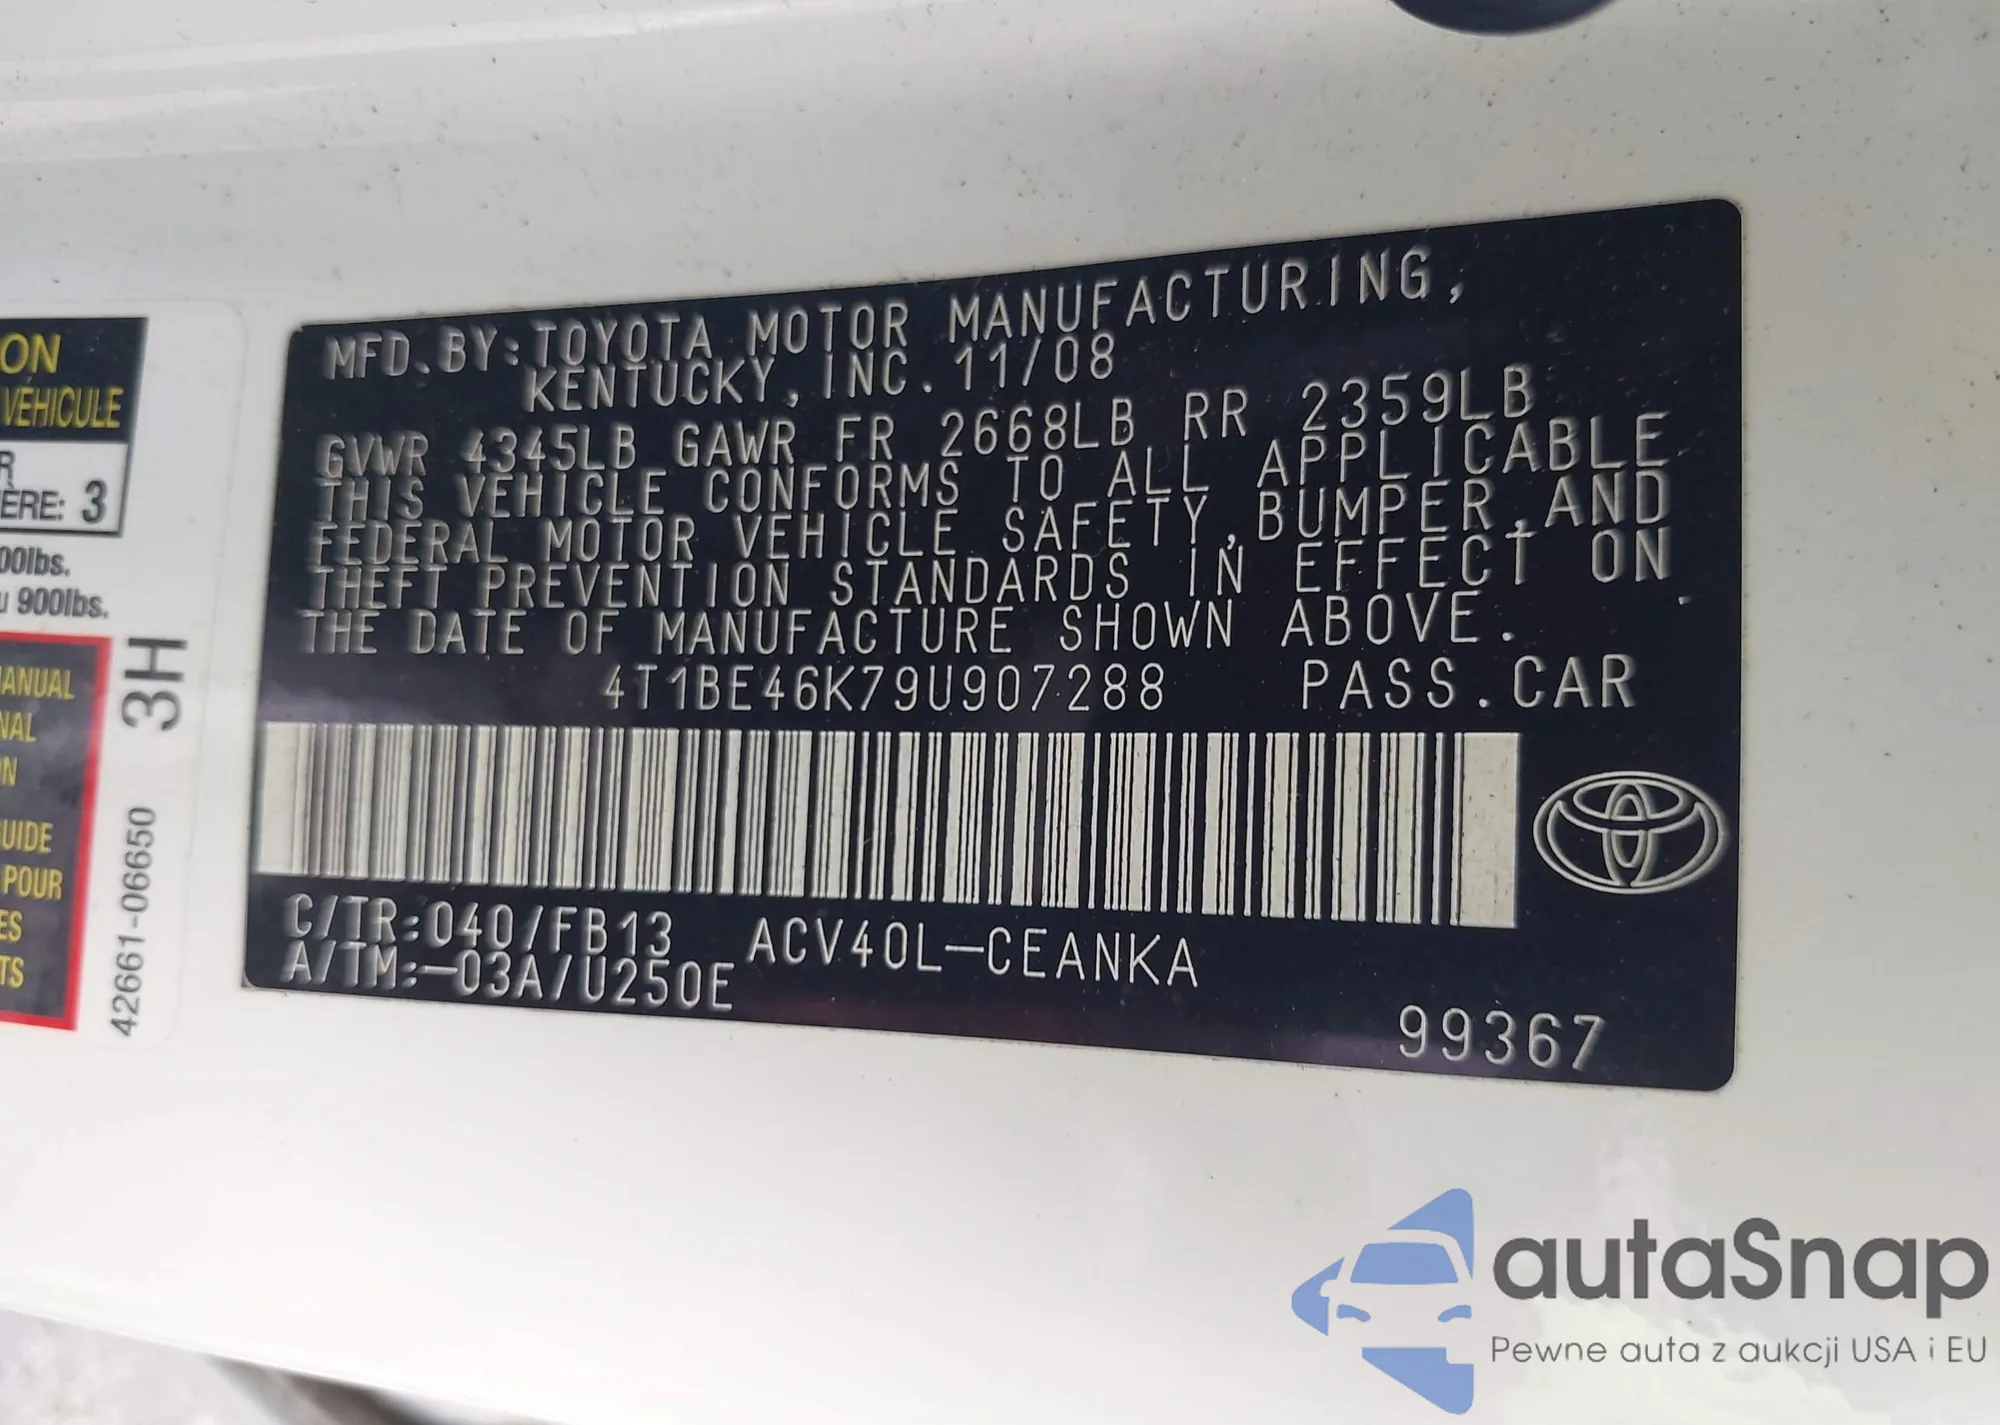 MFD.BY:TOYOTA MOTOR MANUFACTURING,
KENTUCKY, INC. 11/08
GVWR 4345LB GAWR FR 2668LB RR 2359LB
THIS VEHICLE CONFORMS TO ALL APPLICABLE
FEDERAL MOTOR VEHICLE SAFETY,BUMPER,AND
THEFT PREVENTION STANDARDS IN EFFECT ON
THE DATE OF MANUFACTURE SHOWN ABOVE.
4T1BE46K79U907288 PASS.CAR
C/TR:040/FB13 ACV40L-CEANKA
A/TM:-03A/U250E
99367
ON
VÉHICULE
R
ERE: 3
00lbs.
u 900lbs.
ANUAL
NAL
ON
UIDE
POUR
ES
TS
3H
42661-06650
autaSnap
Pewne auta z aukcji USA i EU